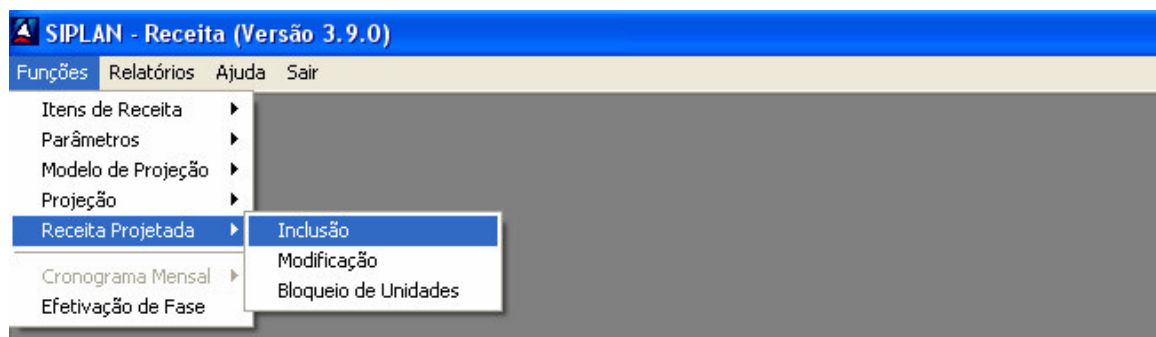 SIPLAN - Receita (Versão 3.9.0)
Funções Relatórios Ajuda Sair
Itens de Receita
Parâmetros
Modelo de Projeção
Projeção
Receita Projetada
Inclusão
Modificação
Bloqueio de Unidades
Cronograma Mensal
Efetivação de Fase